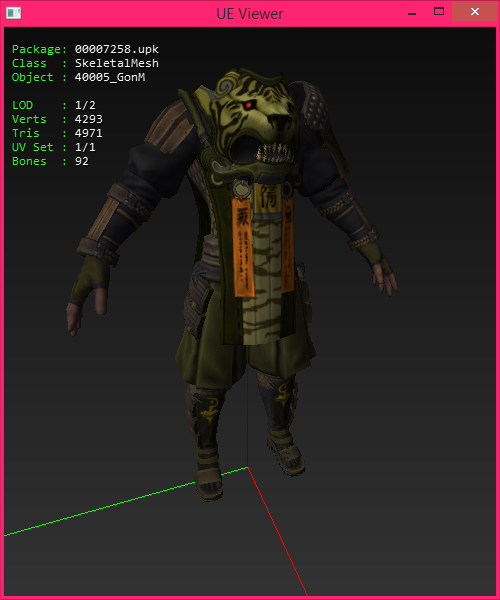 UE Viewer
Package: 00007258.upk
Class : SkeletalMesh
Object : 40005_GonM
LOD : 1/2
Verts : 4293
Tris : 4971
UV Set : 1/1
Bones : 92